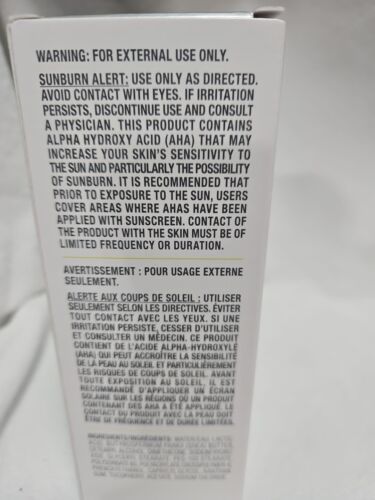 WARNING: FOR EXTERNAL USE ONLY.
SUNBURN ALERT: USE ONLY AS DIRECTED.
AVOID CONTACT WITH EYES. IF IRRITATION
PERSISTS, DISCONTINUE USE AND CONSULT
A PHYSICIAN. THIS PRODUCT CONTAINS
ALPHA HYDROXY ACID (AHA) THAT MAY
INCREASE YOUR SKIN'S SENSITIVITY TO
THE SUN AND PARTICULARLY THE POSSIBILITY
OF SUNBURN. IT IS RECOMMENDED THAT
PRIOR TO EXPOSURE TO THE SUN, USERS
COVER AREAS WHERE AHAS HAVE BEEN
APPLIED WITH SUNSCREEN. CONTACT OF
THE PRODUCT WITH THE SKIN MUST BE OF
LIMITED FREQUENCY OR DURATION.
AVERTISSEMENT : POUR USAGE EXTERNE
SEULEMENT.
ALERTE AUX COUPS DE SOLEIL : UTILISER
SEULEMENT SELON LES DIRECTIVES. ÉVITER
TOUT CONTACT AVEC LES YEUX. SI UNE
IRRITATION PERSISTE, CESSER D'UTILISER
ET CONSULTER UN MÉDECIN. CE PRODUIT
CONTIENT DE L'ACIDE ALPHA-HYDROXYLÉ
(AHA) QUI PEUT ACCROÎTRE LA SENSIBILITÉ
DE LA PEAU AU SOLEIL ET PARTICULIÈREMENT
LES RISQUES DE COUPS DE SOLEIL. AVANT
TOUTE EXPOSITION AU SOLEIL, IL EST
RECOMMANDÉ D'APPLIQUER UN ÉCRAN
SOLAIRE SUR LES RÉGIONS OÙ UN PRODUIT
CONTENANT DES AHA A ÉTÉ APPLIQUÉ. LE
CONTACT DU PRODUIT AVEC LA PEAU DOIT
ÊTRE DE FRÉQUENCE ET DE DURÉE LIMITÉES.
INGREDIENTS/INGRÉDIENTS: WATER/EAU, LACTIC